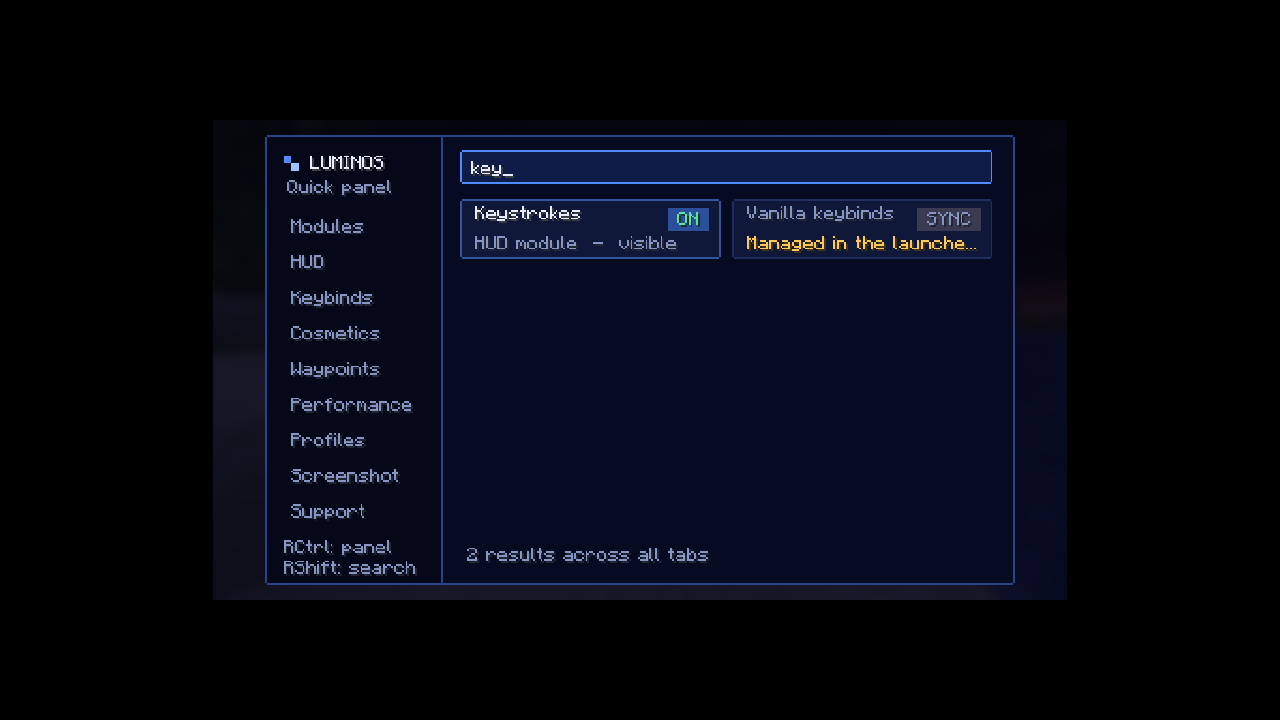 LUMINOS
Quick panel
Modules
HUD
Keybinds
Cosmetics
Waypoints
Performance
Profiles
Screenshot
Support
RCtrl: panel
RShift: search
key_
Keystrokes
ON
HUD module – visible
Vanilla keybinds
SYNC
Managed in the launche...
2 results across all tabs